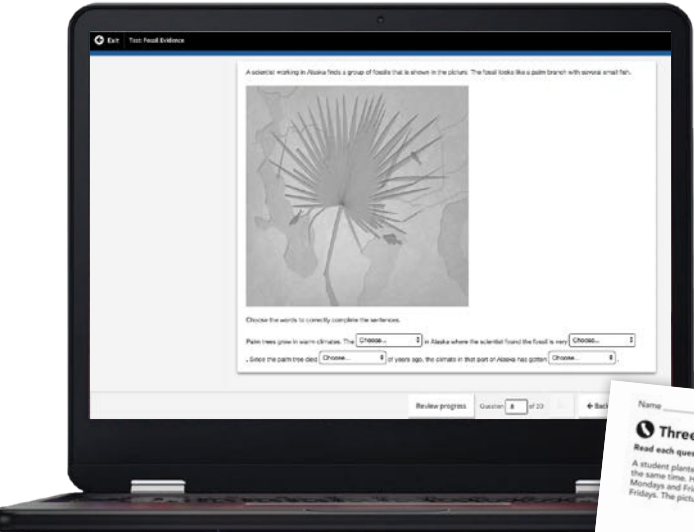 Exit Test: Fossil Evidence
A scientist working in Alaska finds a group of fossils that is shown in the picture. The fossil looks like a palm branch with several small fish.
Choose the words to correctly complete the sentences.
Palm trees grow in warm climates. The Choose... in Alaska where the scientist found the fossil is very Choose...
. Since the palm tree died Choose... of years ago, the climate in that part of Alaska has gotten Choose... .
Review progress Question 8 of 20 Back
Name
Three
Read each ques
A student plante
the same time. H
Mondays and Fri
Fridays. The pictu